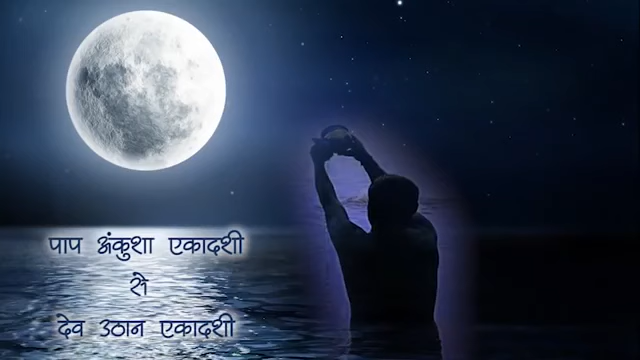 पाप अंकुशा एकादशी
से
देव उठान एकादशी